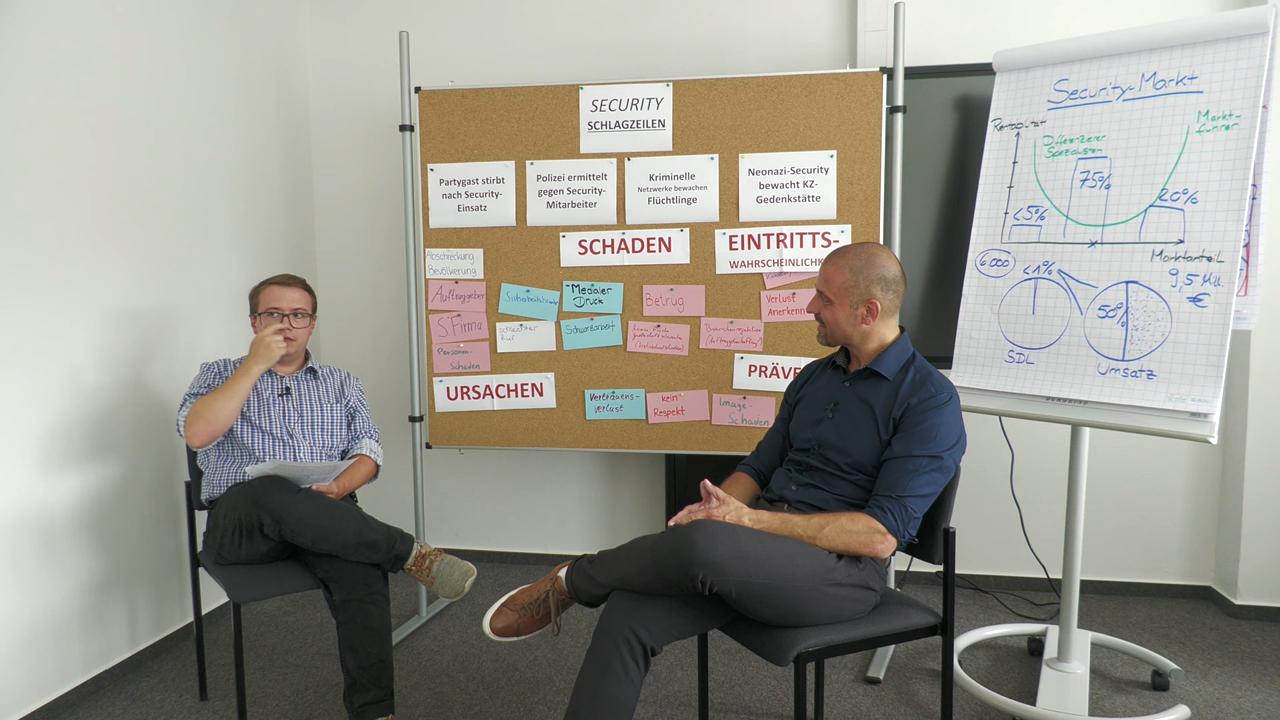 SECURITY
SCHLAGZEILEN
Partygast stirbt
nach Security-
Einsatz
Polizei ermittelt
gegen Security-
Mitarbeiter
Kriminelle
Netzwerke bewachen
Flüchtlinge
Neonazi-Security
bewacht KZ-
Gedenkstätte
SCHADEN
EINTRITTS-
WAHRSCHEINLICHK
Abschreckung
Bevölkerung
Auftraggeber
S'Firma
Personen-
Schaden
Medialer
Druck
schlechter
Ruf
Schwarzarbeit
Betrug
Verlust
Anerkenn
URSACHEN
PRÄVE
Vertrauens-
verlust
kein
Respekt
Image-
Schaden
Security-Markt
Rentabilität
Differenzierer
Spezialisten
Markt-
führer
<5%
75%
20%
Marktanteil
6.000
<1%
50%
9,5 Mll.
€
SDL
Umsatz